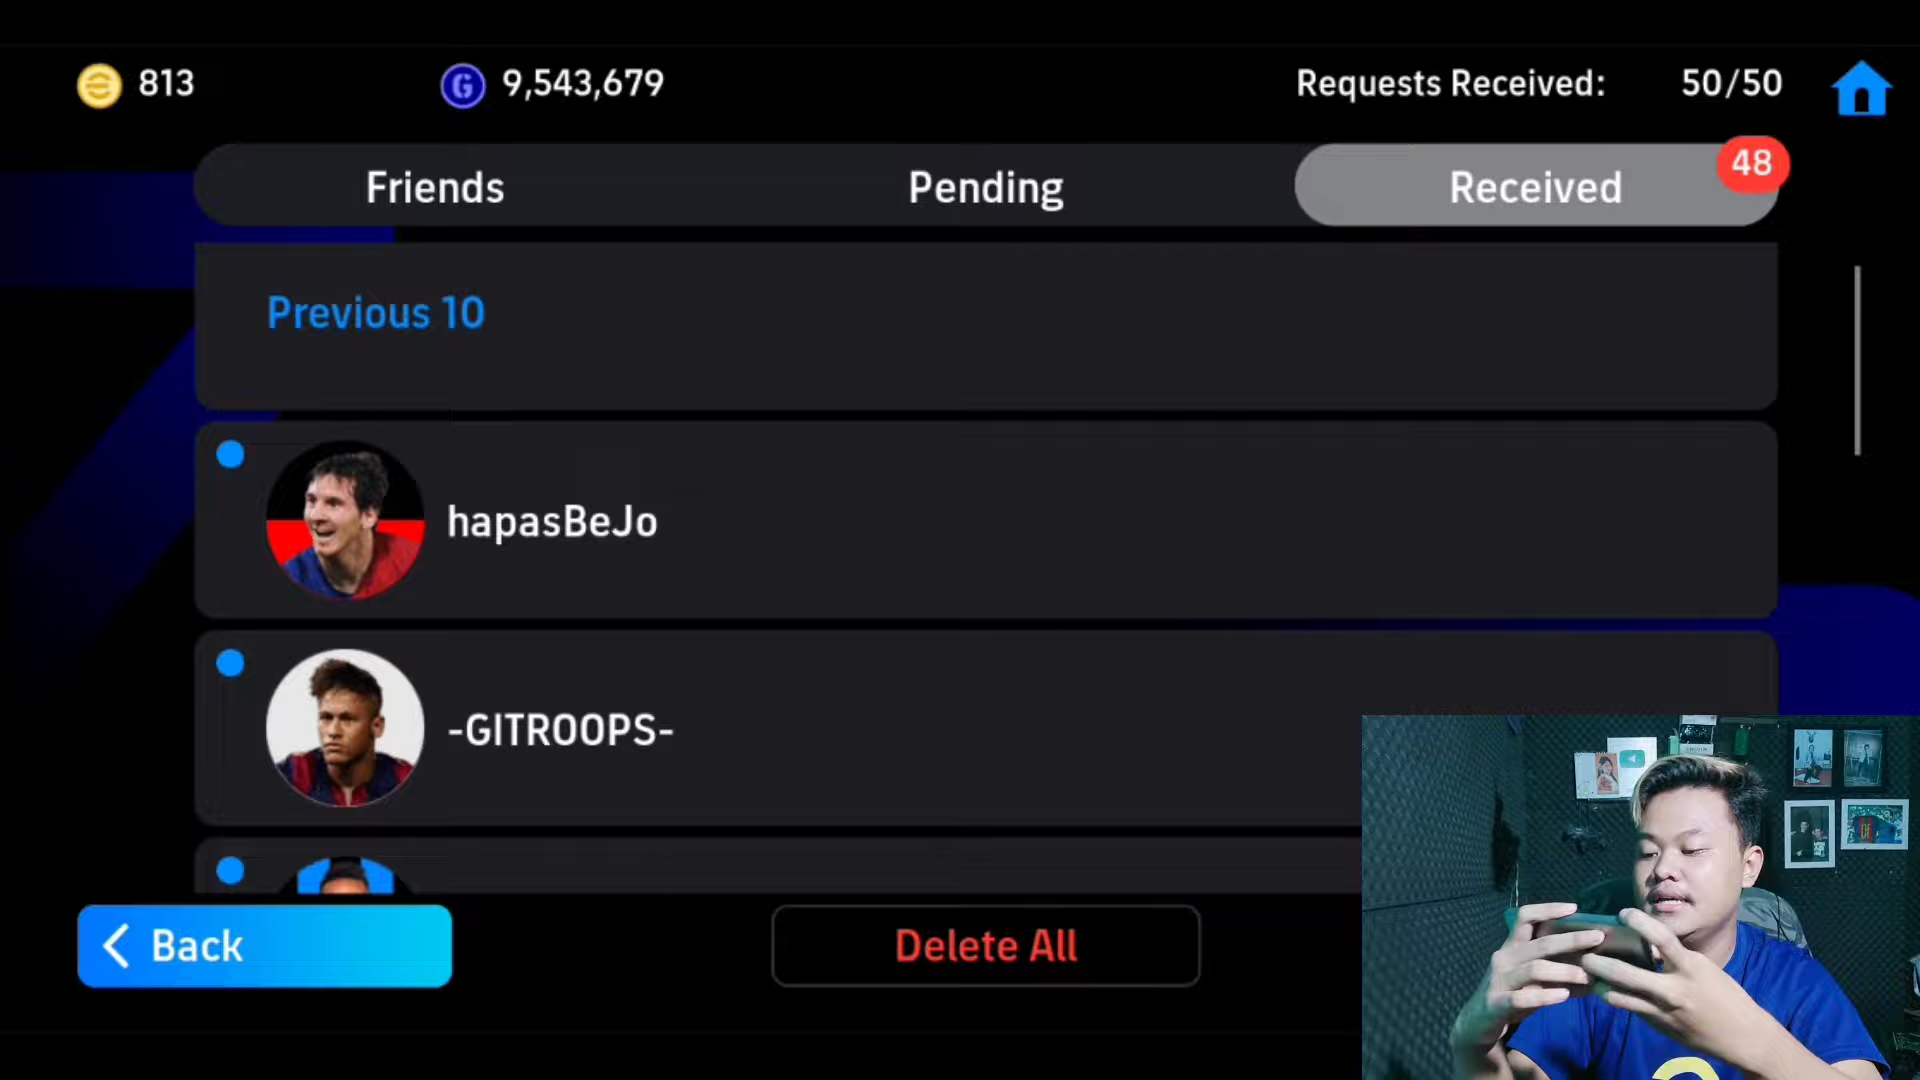 813
9,543,679
Requests Received: 50/50
Friends
Pending
Received
48
Previous 10
hapasBeJo
-GITROOPS-
Back
Delete All